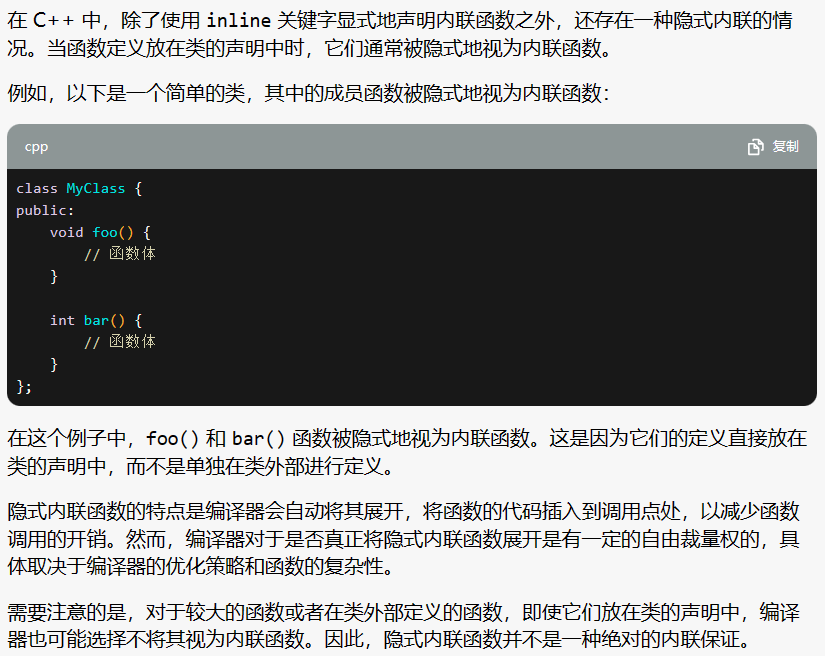 在 C++ 中，除了使用 inline 关键字显式地声明内联函数之外，还存在一种隐式内联的情
况。当函数定义放在类的声明中时，它们通常被隐式地视为内联函数。
例如，以下是一个简单的类，其中的成员函数被隐式地视为内联函数：
cpp 复制
class MyClass {
public:
    void foo() {
        // 函数体
    }

    int bar() {
        // 函数体
    }
};
在这个例子中，foo() 和 bar() 函数被隐式地视为内联函数。这是因为它们的定义直接放在
类的声明中，而不是单独在类外部进行定义。
隐式内联函数的特点是编译器会自动将其展开，将函数的代码插入到调用点处，以减少函数
调用的开销。然而，编译器对于是否真正将隐式内联函数展开是有一定的自由裁量权的，具
体取决于编译器的优化策略和函数的复杂性。
需要注意的是，对于较大的函数或者在类外部定义的函数，即使它们放在类的声明中，编译
器也可能选择不将其视为内联函数。因此，隐式内联函数并不是一种绝对的内联保证。